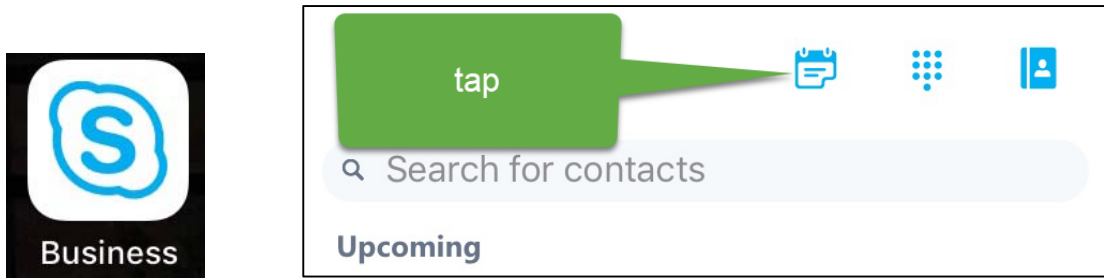 S
Business
tap
Search for contacts
Upcoming